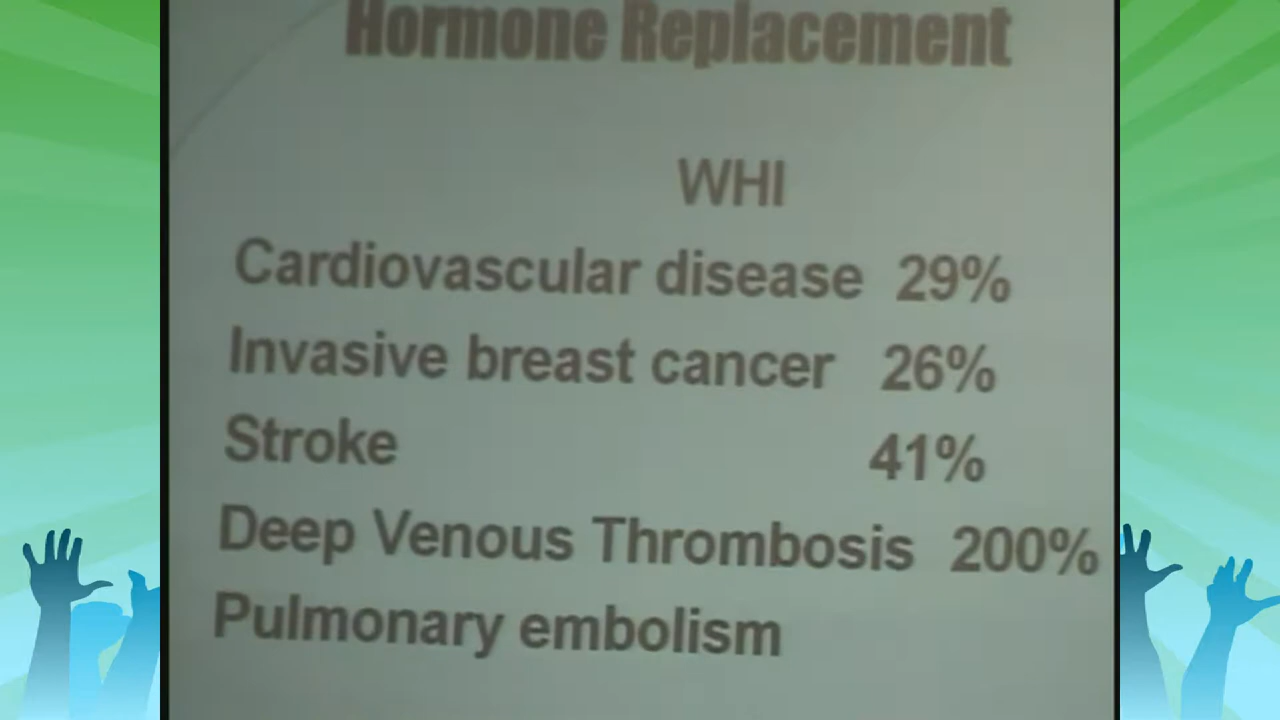 Hormone Replacement
WHI
Cardiovascular disease 29%
Invasive breast cancer 26%
Stroke 41%
Deep Venous Thrombosis 200%
Pulmonary embolism